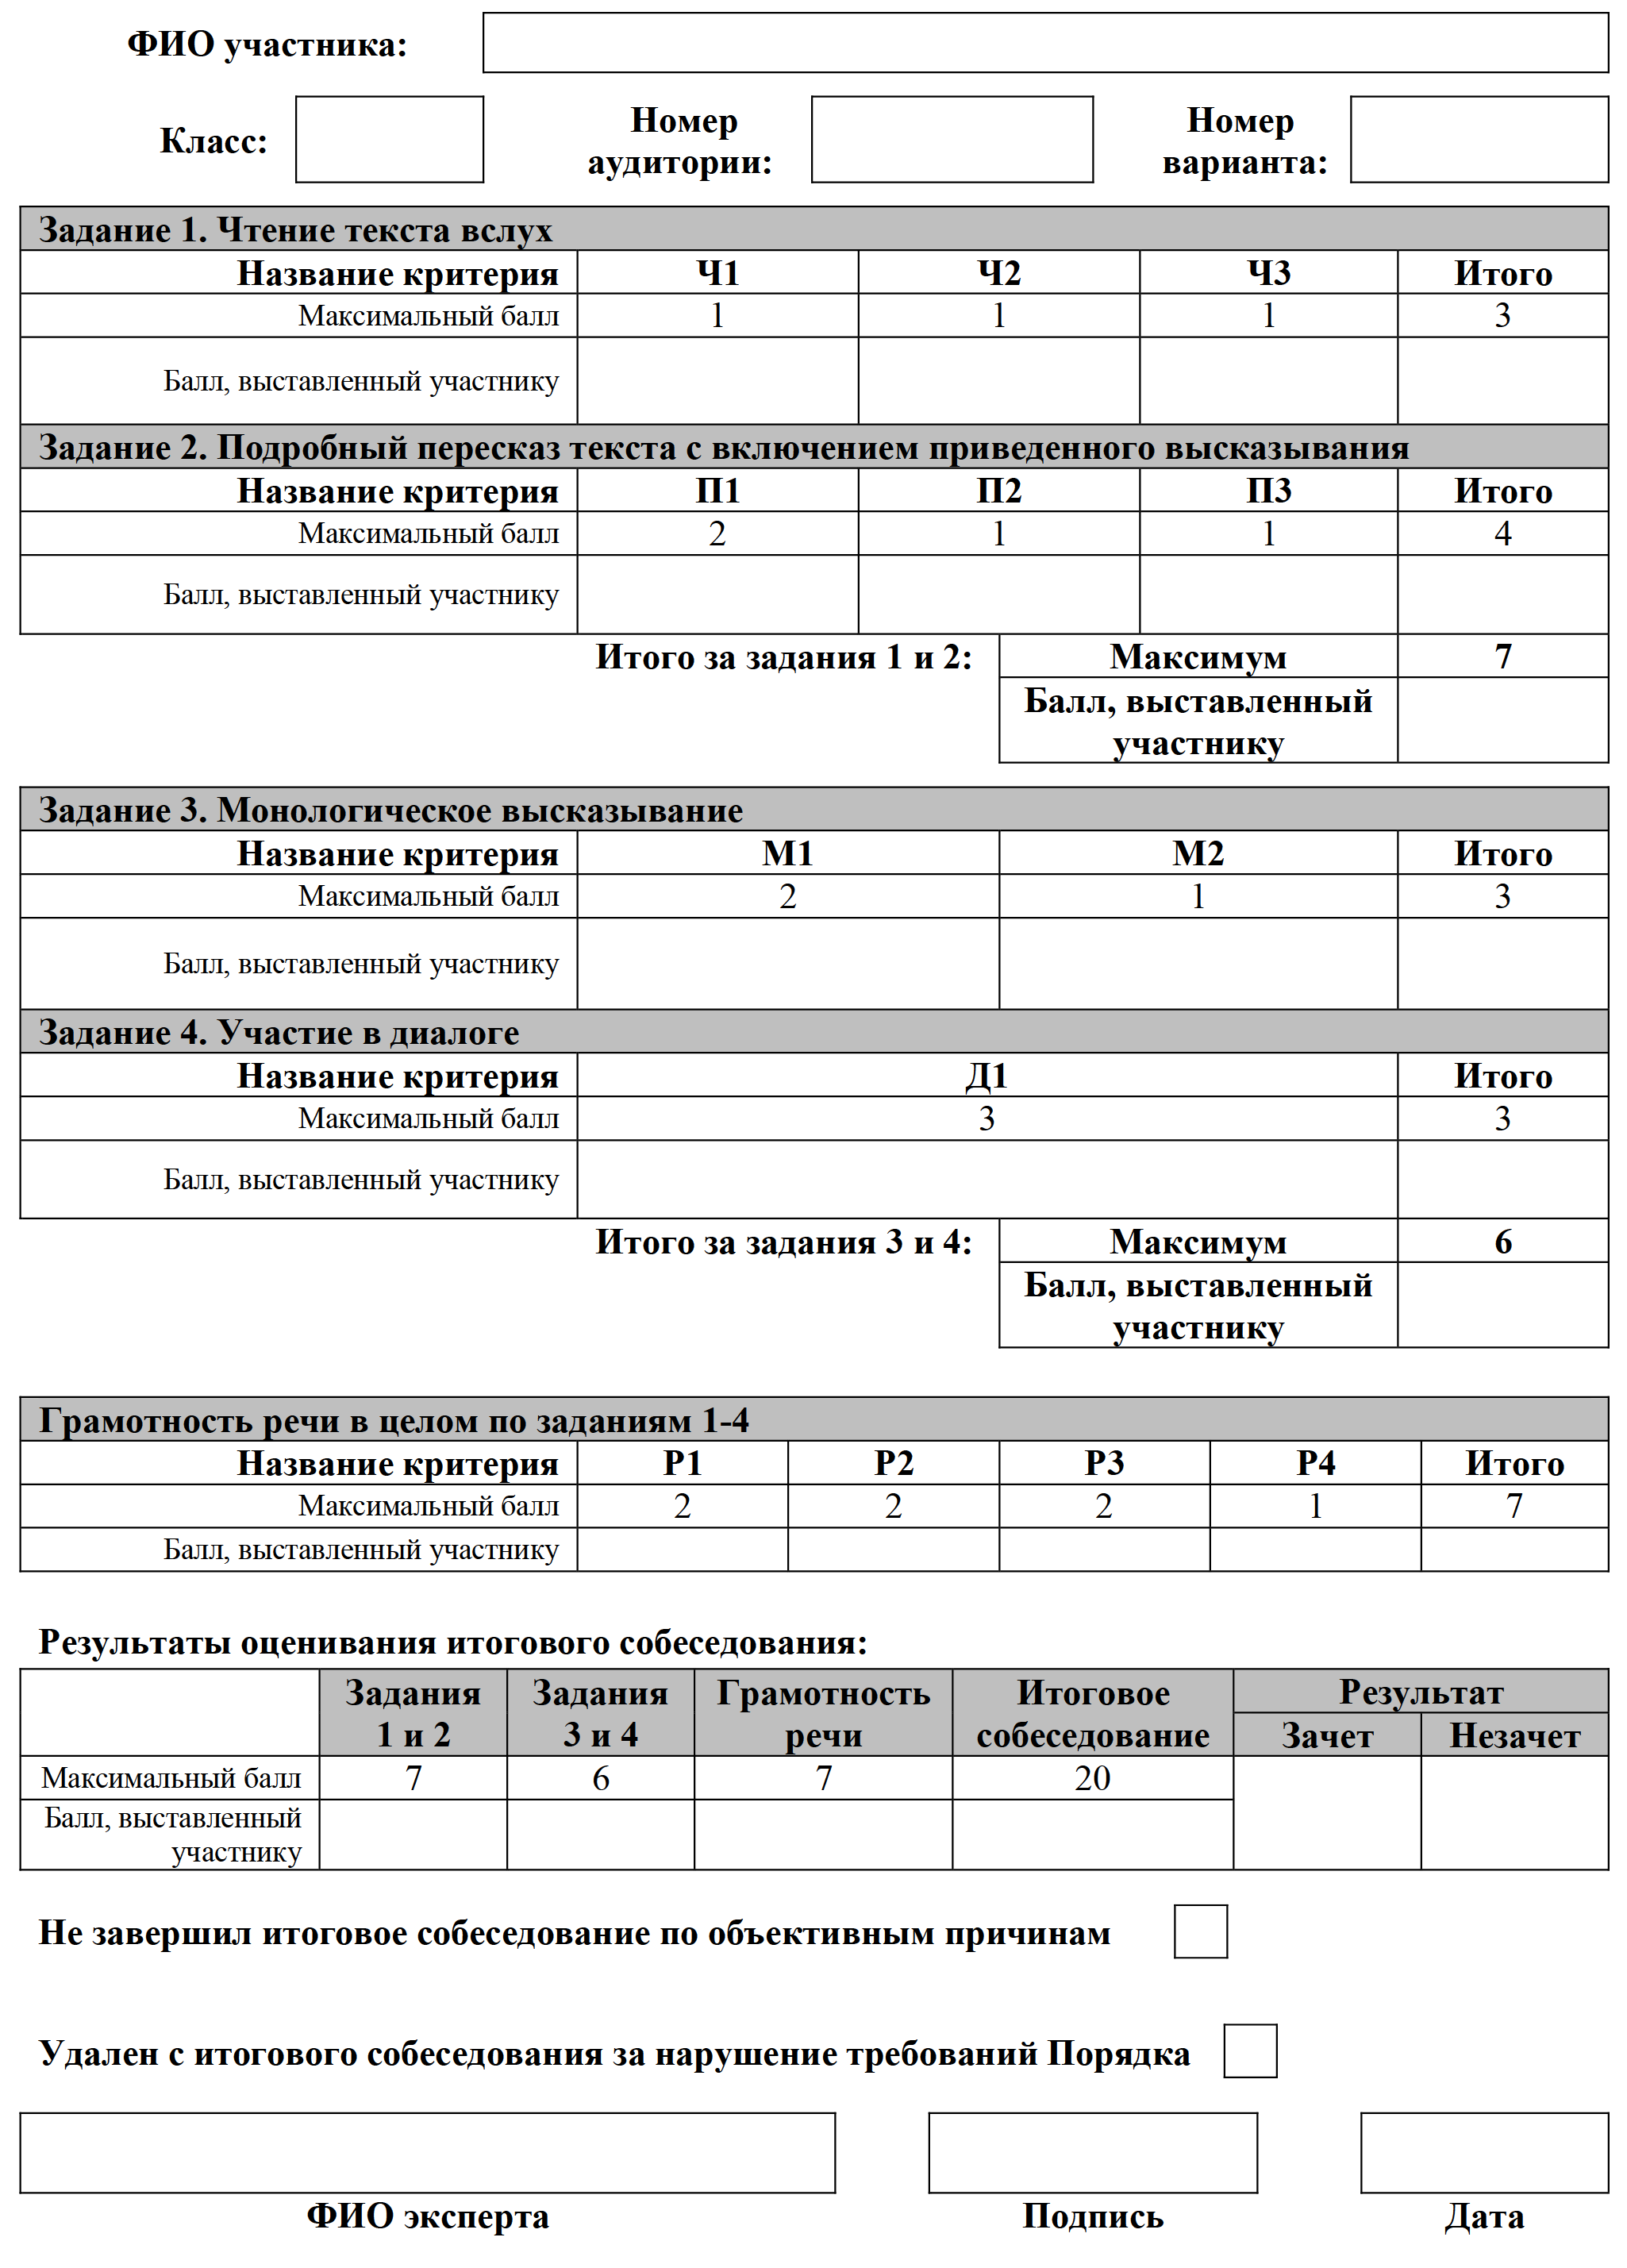 ФИО участника:
Класс:
Номер
аудитории:
Номер
варианта:
Задание 1. Чтение текста вслух
Название критерия Ч1 Ч2 Ч3 Итого
Максимальный балл 1 1 1 3
Балл, выставленный участнику
Задание 2. Подробный пересказ текста с включением приведенного высказывания
Название критерия П1 П2 П3 Итого
Максимальный балл 2 1 1 4
Балл, выставленный участнику
Итого за задания 1 и 2: Максимум 7
Балл, выставленный
участнику
Задание 3. Монологическое высказывание
Название критерия М1 М2 Итого
Максимальный балл 2 1 3
Балл, выставленный участнику
Задание 4. Участие в диалоге
Название критерия Д1 Итого
Максимальный балл 3 3
Балл, выставленный участнику
Итого за задания 3 и 4: Максимум 6
Балл, выставленный
участнику
Грамотность речи в целом по заданиям 1-4
Название критерия Р1 Р2 Р3 Р4 Итого
Максимальный балл 2 2 2 1 7
Балл, выставленный участнику
Результаты оценивания итогового собеседования:
Задания
1 и 2
Задания
3 и 4
Грамотность
речи
Итоговое
собеседование
Результат
Зачет Незачет
Максимальный балл 7 6 7 20
Балл, выставленный
участнику
Не завершил итоговое собеседование по объективным причинам
Удален с итогового собеседования за нарушение требований Порядка
ФИО эксперта Подпись Дата